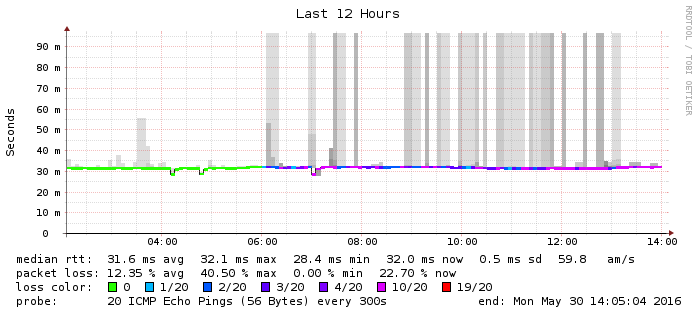 Last 12 Hours
RRDTOOL / TOBI OETIKER
Seconds
90 m
80 m
70 m
60 m
50 m
40 m
30 m
20 m
10 m
0
04:00 06:00 08:00 10:00 12:00 14:00
median rtt: 31.6 ms avg 32.1 ms max 28.4 ms min 32.0 ms now 0.5 ms sd 59.8 am/s
packet loss: 12.35 % avg 40.50 % max 0.00 % min 22.70 % now
loss color: 0 1/20 2/20 3/20 4/20 10/20 19/20
probe: 20 ICMP Echo Pings (56 Bytes) every 300s end: Mon May 30 14:05:04 2016